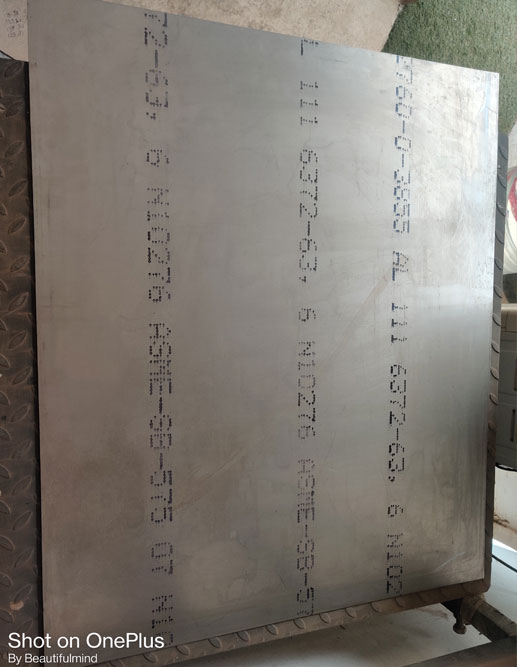 760-0-3855 AL 111 6372-63, 6 N102
L 111 6372-63, 6 N10276 ASME-SB-57
72-63, 6 N10276 ASME-SB-575 07 N10
Shot on OnePlus
By Beautifulmind